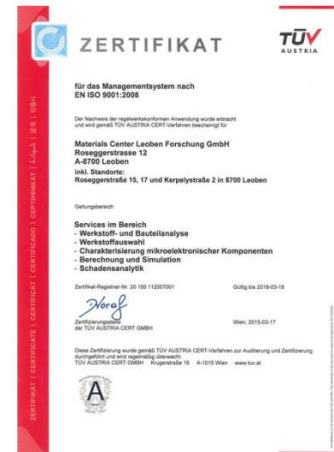 ZERTIFIKAT
TÜV
AUSTRIA
für das Managementsystem nach
EN ISO 9001:2008
Der Nachweis der regelwerkskonformen Anwendung wurde erbracht
und wird gemäß TÜV AUSTRIA CERT-Verfahren bescheinigt für
Materials Center Leoben Forschung GmbH
Roseggerstrasse 12
A-8700 Leoben
inkl. Standorte:
Roseggerstraße 15, 17 und Kerpelystraße 2 in 8700 Leoben
Geltungsbereich
Services im Bereich
- Werkstoff- und Bauteilanalyse
- Werkstoffauswahl
- Charakterisierung mikroelektronischer Komponenten
- Berechnung und Simulation
- Schadensanalytik
Zertifikat-Registrier-Nr. 20 100 112007001
Gültig bis 2018-03-18
Zertifizierungsstelle
der TÜV AUSTRIA CERT GMBH
Wien, 2015-03-17
Diese Zertifizierung wurde gemäß TÜV AUSTRIA CERT-Verfahren zur Auditierung und Zertifizierung
durchgeführt und wird regelmäßig überwacht.
TÜV AUSTRIA CERT GMBH Krugerstraße 16 A-1015 Wien www.tuv.at
ZERTIFIKAT | CERTIFICATE | CERTIFICAT | CERTIFICADO | СЕРТИФИКАТ